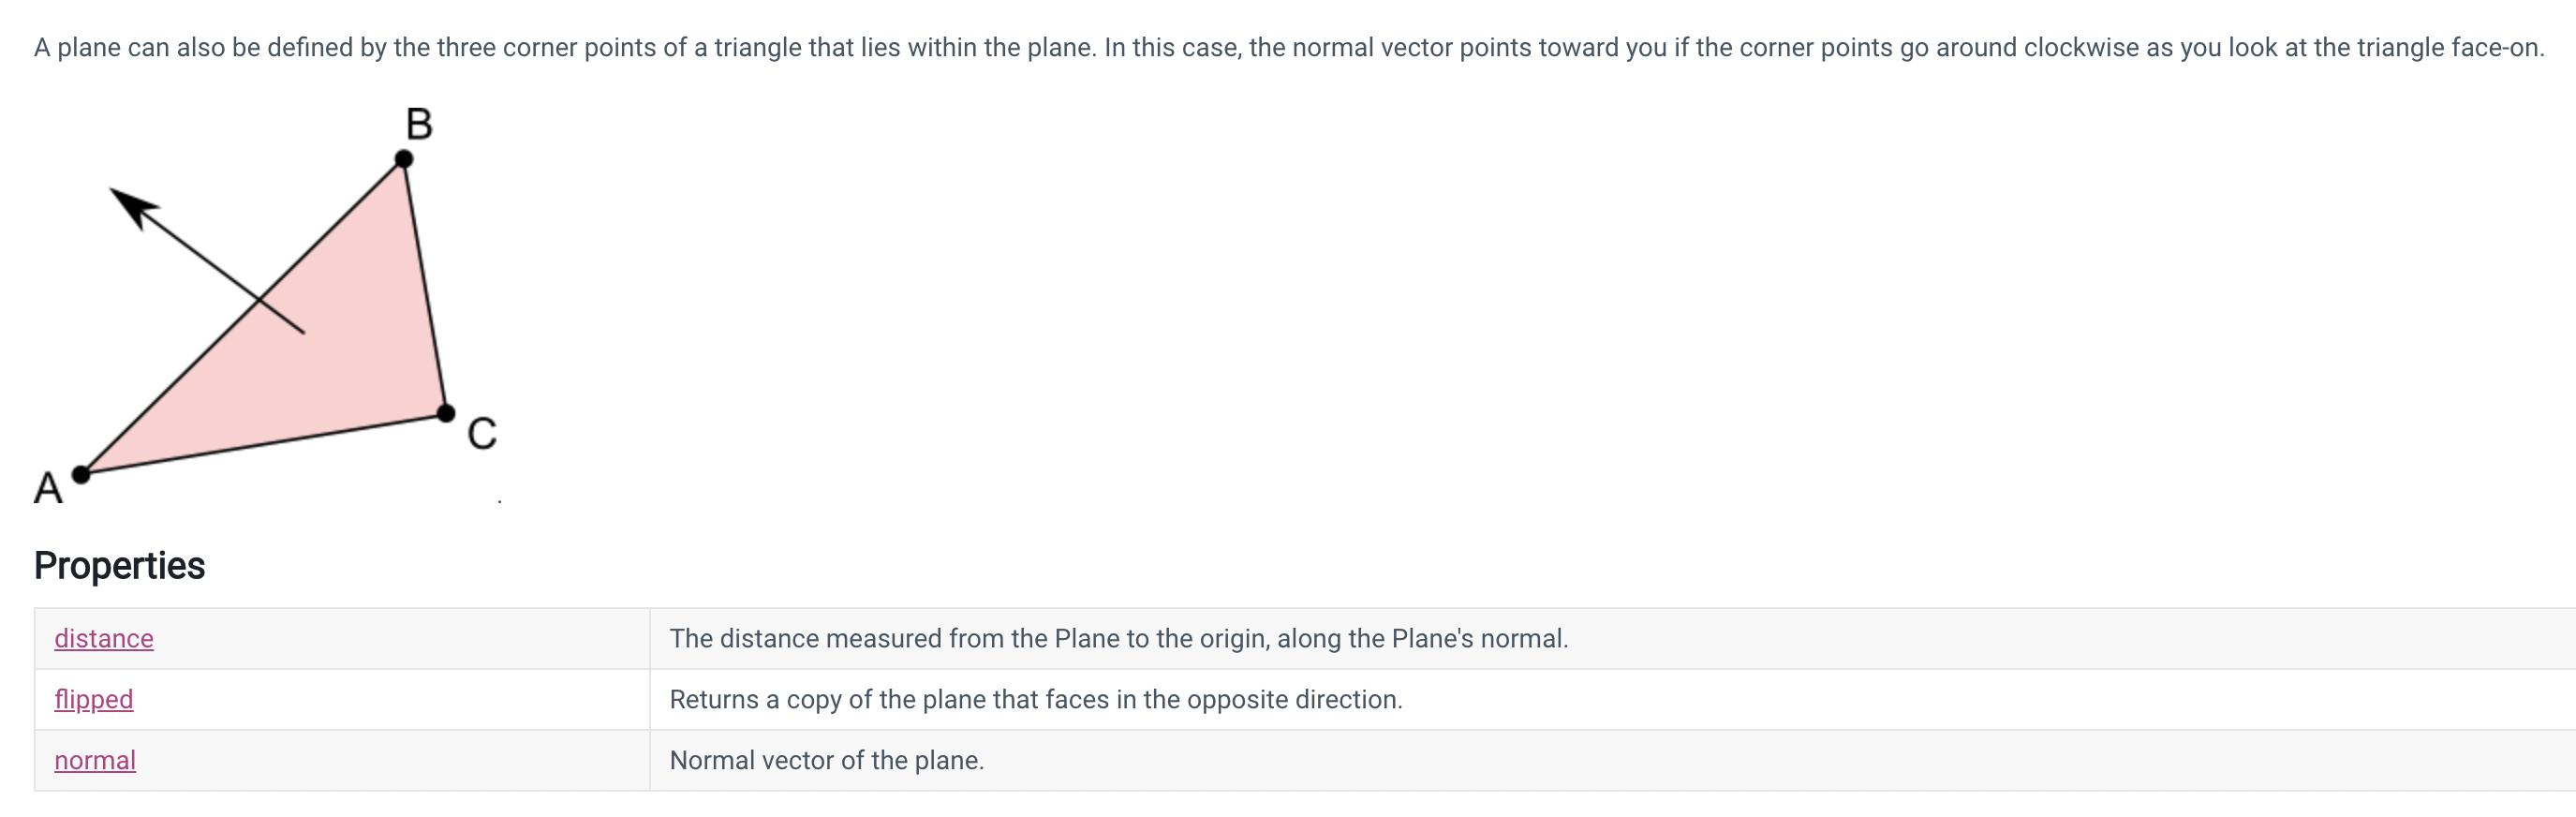 A plane can also be defined by the three corner points of a triangle that lies within the plane. In this case, the normal vector points toward you if the corner points go around clockwise as you look at the triangle face-on.
B
C
A
.
Properties
distance The distance measured from the Plane to the origin, along the Plane's normal.
flipped Returns a copy of the plane that faces in the opposite direction.
normal Normal vector of the plane.